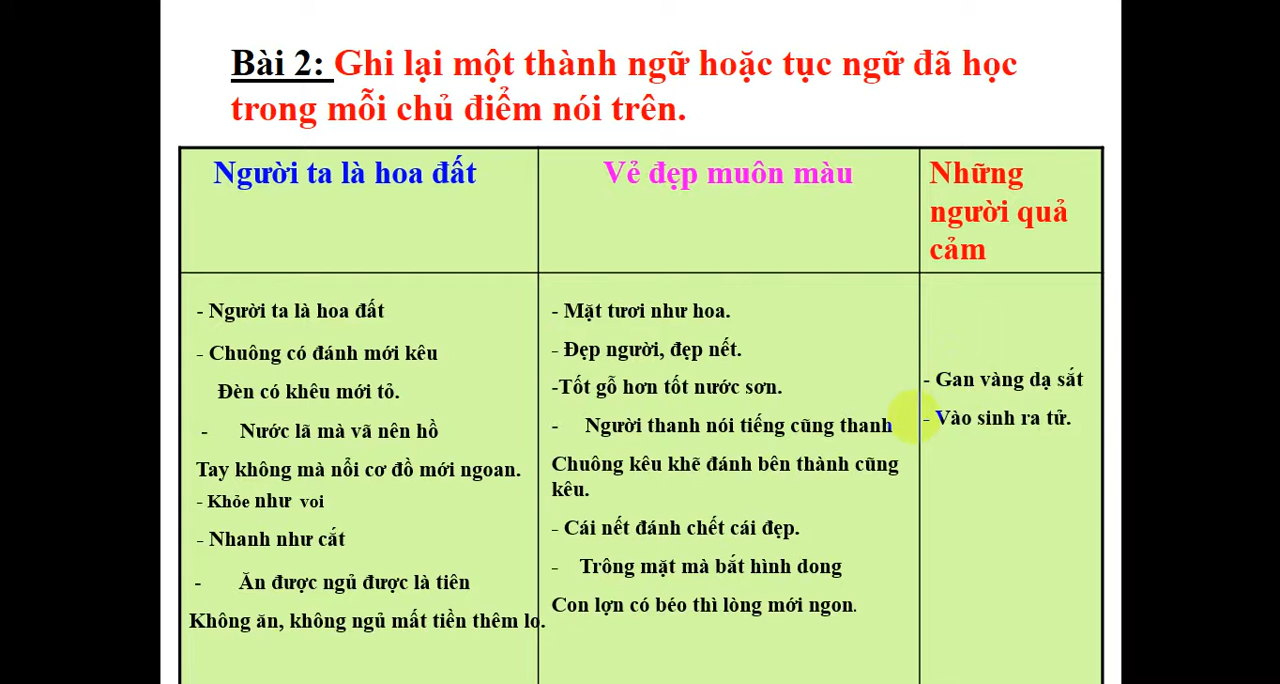 Bài 2: Ghi lại một thành ngữ hoặc tục ngữ đã học
trong mỗi chủ điểm nói trên.
Người ta là hoa đất
Vẻ đẹp muôn màu
Những
người quả
cảm
- Người ta là hoa đất
- Chuông có đánh mới kêu
Đèn có khêu mới tỏ.
- Nước lã mà vã nên hồ
Tay không mà nổi cơ đồ mới ngoan.
- Khỏe như voi
- Nhanh như cắt
- Ăn được ngủ được là tiên
Không ăn, không ngủ mất tiền thêm lo.
- Mặt tươi như hoa.
- Đẹp người, đẹp nết.
-Tốt gỗ hơn tốt nước sơn.
- Người thanh nói tiếng cũng thanh
Chuông kêu khẽ đánh bên thành cũng
kêu.
- Cái nết đánh chết cái đẹp.
- Trông mặt mà bắt hình dong
Con lợn có béo thì lòng mới ngon.
- Gan vàng dạ sắt
- Vào sinh ra tử.